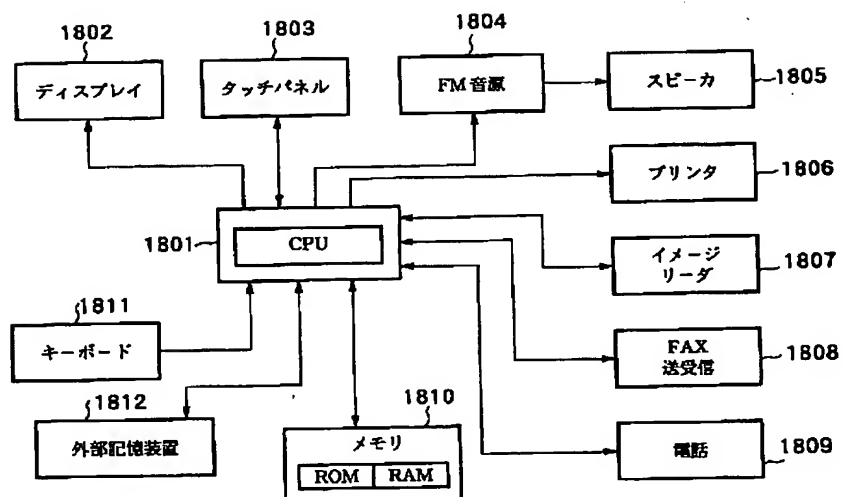 1802
1803
1804
ディスプレイ
タッチパネル
FM音源
スピーカ
1805
プリンタ
1806
1801
CPU
イメージ
リーダ
1807
1811
キーボード
FAX
送受信
1808
1812
外部記憶装置
1810
メモリ
ROM
RAM
電話
1809